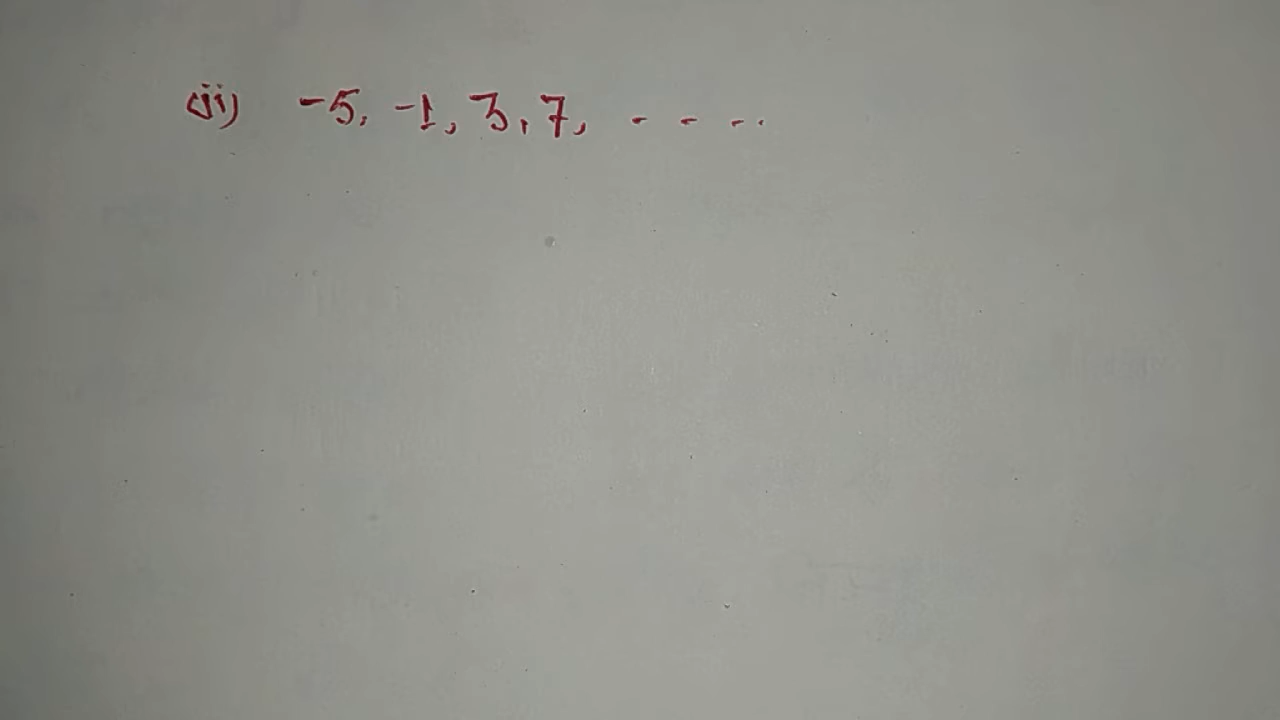 (ii) -5, -1, 3, 7, - - - ..